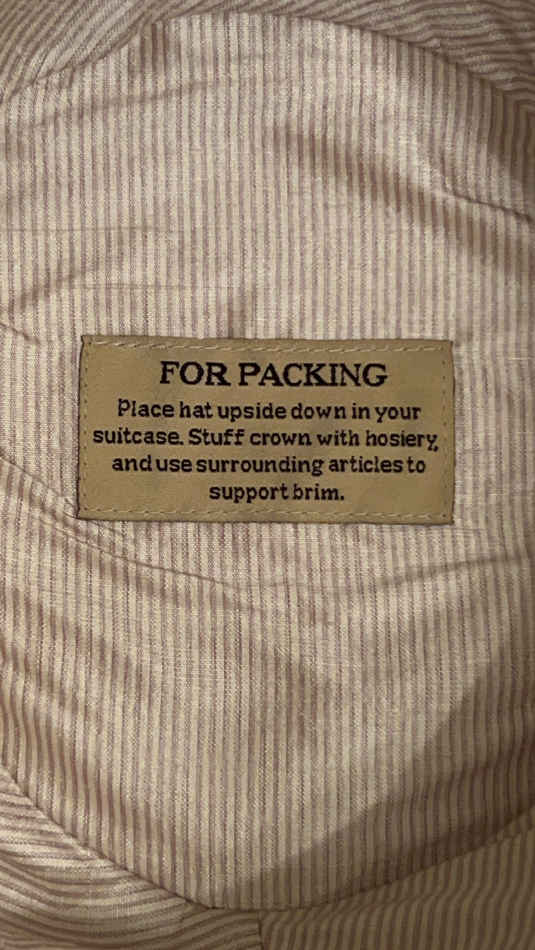 FOR PACKING
Place hat upside down in your
suitcase. Stuff crown with hosiery,
and use surrounding articles to
support brim.